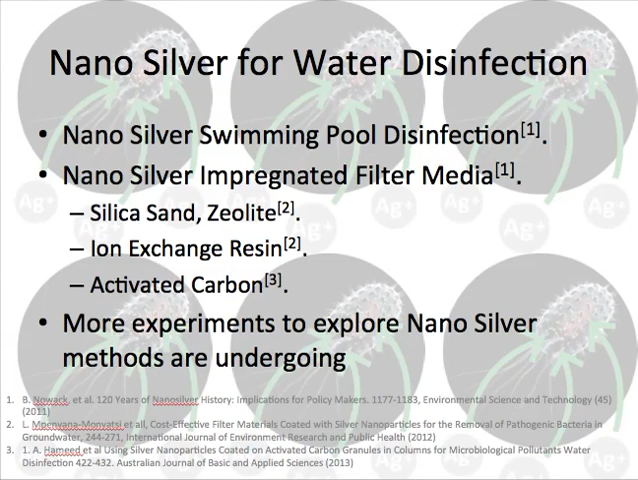 Nano Silver for Water Disinfection
• Nano Silver Swimming Pool Disinfection[1].
• Nano Silver Impregnated Filter Media[1].
– Silica Sand, Zeolite[2].
– Ion Exchange Resin[2].
– Activated Carbon[3].
• More experiments to explore Nano Silver
methods are undergoing
1. B. Nowack, et al. 120 Years of Nanosilver History: Implications for Policy Makers. 1177-1183, Environmental Science and Technology (45)
(2011)
2. L. Mpenyana-Monyatsi et all, Cost-Effective Filter Materials Coated with Silver Nanoparticles for the Removal of Pathogenic Bacteria in
Groundwater, 244-271, International Journal of Environment Research and Public Health (2012)
3. 1. A. Hameed et al Using Silver Nanoparticles Coated on Activated Carbon Granules in Columns for Microbiological Pollutants Water
Disinfection 422-432. Australian Journal of Basic and Applied Sciences (2013)
Ag+
Ag+
Ag+
Ag+
Ag+
Ag+